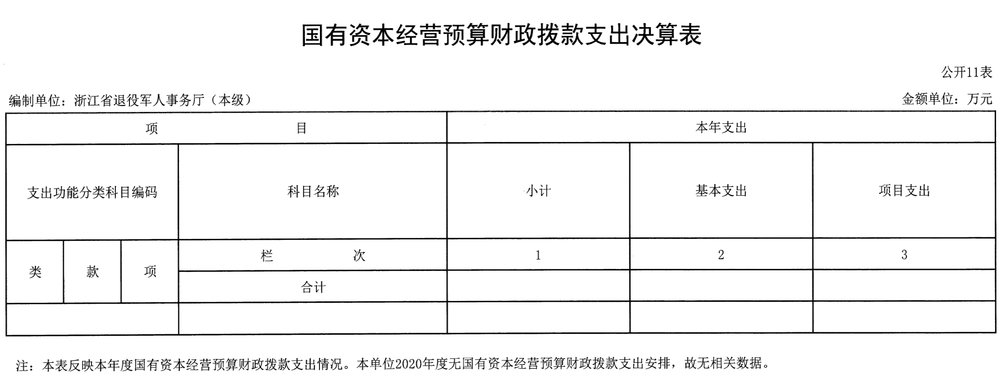 国有资本经营预算财政拨款支出决算表
公开11表
编制单位：浙江省退役军人事务厅（本级）
金额单位：万元
项 目
本年支出
支出功能分类科目编码
科目名称
小计
基本支出
项目支出
类
款
项
栏 次
1
2
3
合计
注：本表反映本年度国有资本经营预算财政拨款支出情况。本单位2020年度无国有资本经营预算财政拨款支出安排，故无相关数据。